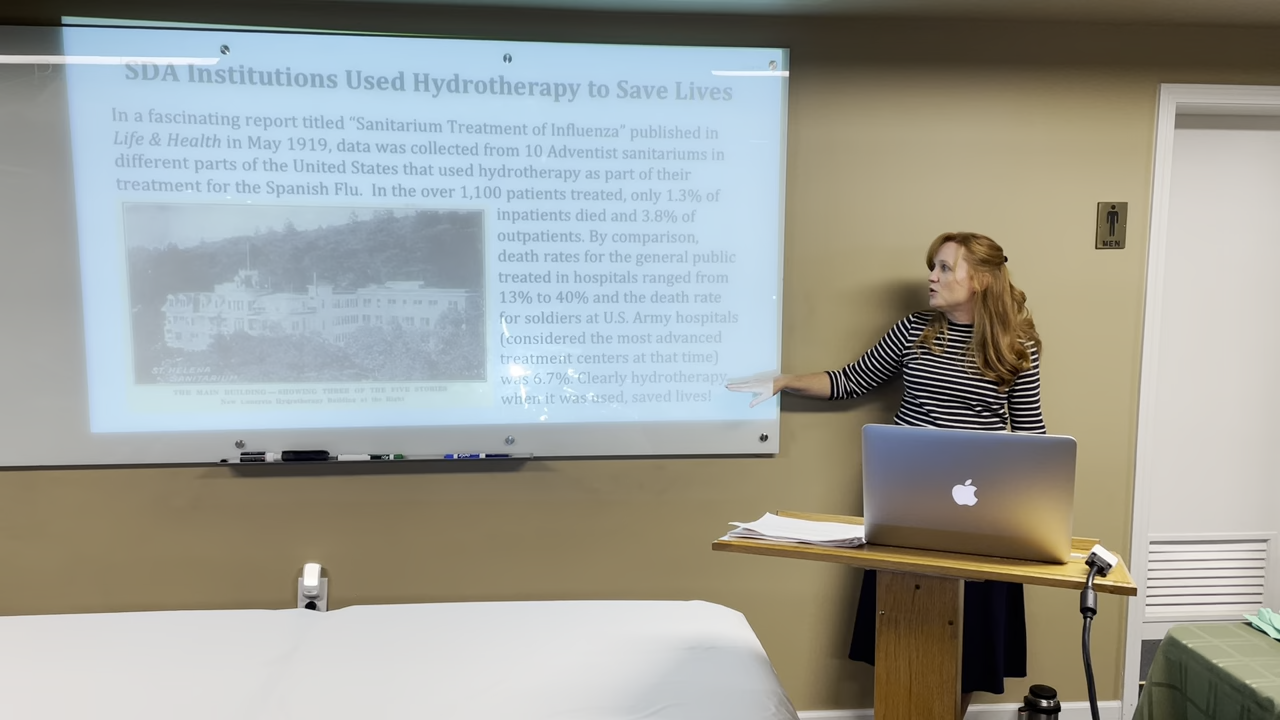 SDA Institutions Used Hydrotherapy to Save Lives
In a fascinating report titled “Sanitarium Treatment of Influenza” published in
Life & Health in May 1919, data was collected from 10 Adventist sanitariums in
different parts of the United States that used hydrotherapy as part of their
treatment for the Spanish Flu. In the over 1,100 patients treated, only 1.3% of
inpatients died and 3.8% of
outpatients. By comparison,
death rates for the general public
treated in hospitals ranged from
13% to 40% and the death rate
for soldiers at U.S. Army hospitals
(considered the most advanced
treatment centers at that time)
was 6.7%. Clearly hydrotherapy,
when it was used, saved lives!
ST. HELENA
SANITARIUM
THE MAIN BUILDING—SHOWING THREE OF THE FIVE STORIES
MEN